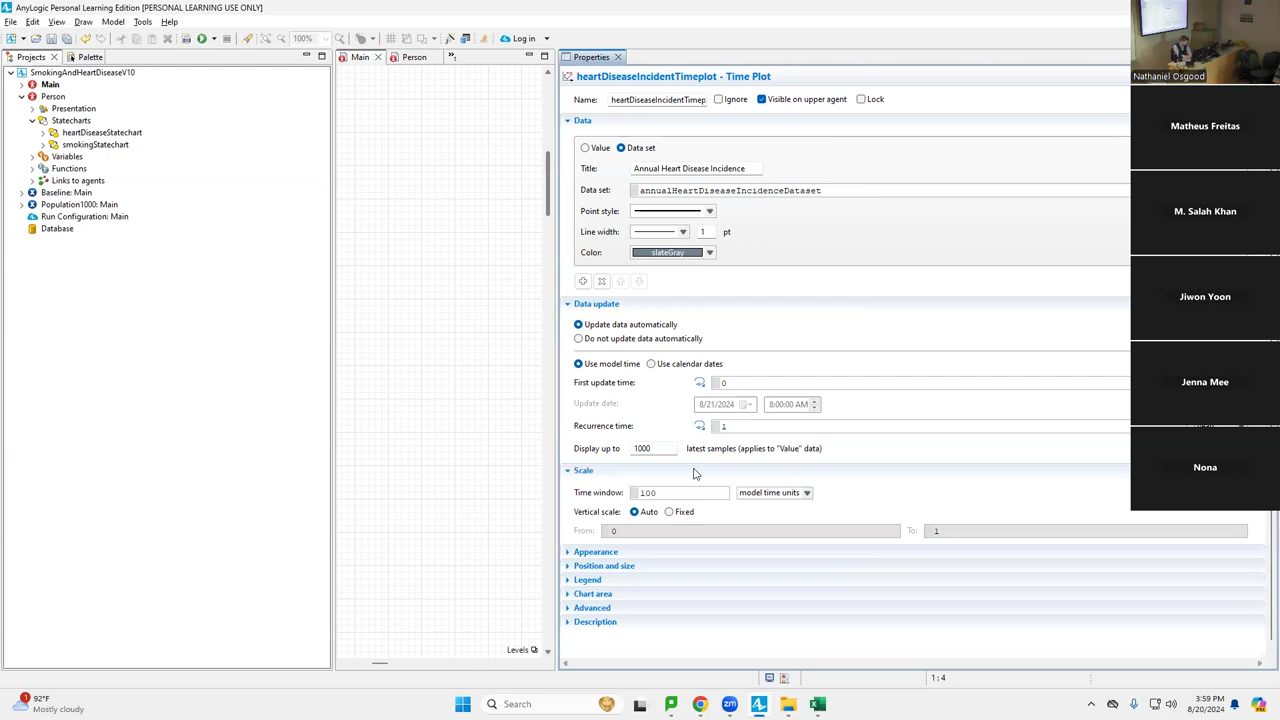 AnyLogic Personal Learning Edition [PERSONAL LEARNING USE ONLY]
File Edit View Draw Model Tools Help
100% Log in
Projects Palette
SmokingAndHeartDiseaseV10
Main
Person
Presentation
Statecharts
heartDiseaseStatechart
smokingStatechart
Variables
Functions
Links to agents
Baseline: Main
Population1000: Main
Run Configuration: Main
Database
Main Person
Levels
Properties
heartDiseaseIncidentTimeplot - Time Plot
Name: heartDiseaseIncidentTimep Ignore Visible on upper agent Lock
Data
Value Data set
Title: Annual Heart Disease Incidence
Data set: annualHeartDiseaseIncidenceDataset
Point style:
Line width: 1 pt
Color: slateGray
Data update
Update data automatically
Do not update data automatically
Use model time Use calendar dates
First update time: 0
Update date: 8/21/2024 8:00:00 AM
Recurrence time: 1
Display up to 1000 latest samples (applies to "Value" data)
Scale
Time window: 100 model time units
Vertical scale: Auto Fixed
From: 0 To: 1
Appearance
Position and size
Legend
Chart area
Advanced
Description
1 : 4
Nathaniel Osgood
Matheus Freitas
M. Salah Khan
Jiwon Yoon
Jenna Mee
Nona
92°F
Mostly cloudy
Search
3:59 PM
8/20/2024